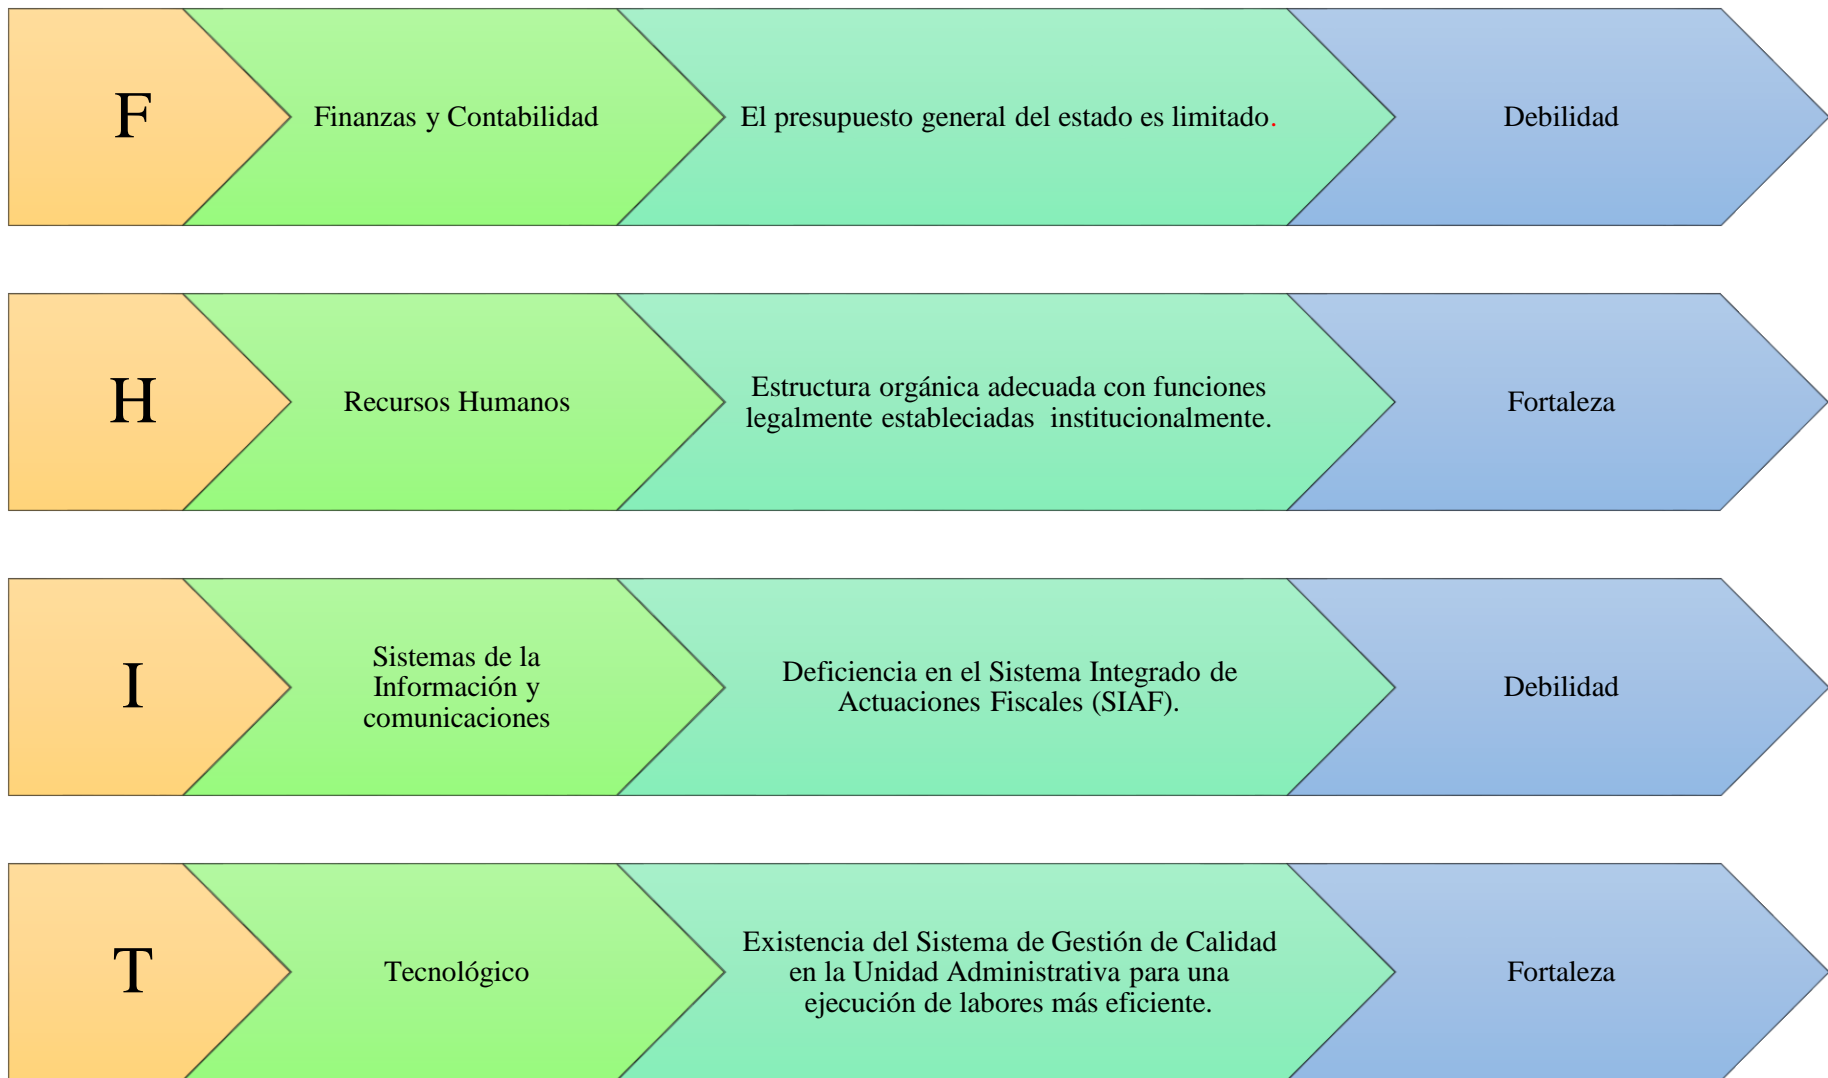 F
Finanzas y Contabilidad
El presupuesto general del estado es limitado.
Debilidad
H
Recursos Humanos
Estructura orgánica adecuada con funciones
legalmente estableciadas  institucionalmente.
Fortaleza
I
Sistemas de la
Información y
comunicaciones
Deficiencia en el Sistema Integrado de
Actuaciones Fiscales (SIAF).
Debilidad
T
Tecnológico
Existencia del Sistema de Gestión de Calidad
en la Unidad Administrativa para una
ejecución de labores más eficiente.
Fortaleza